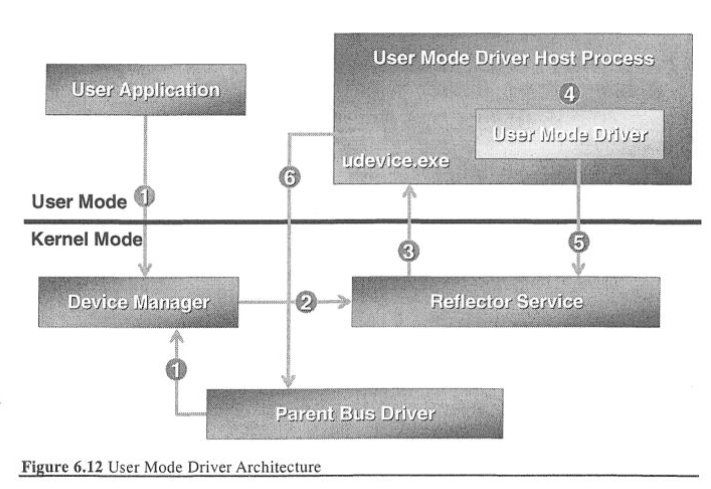 User Mode Driver Host Process
User Application
4
User Mode Driver
udevice.exe
6
User Mode 1
Kernel Mode
3
5
Device Manager
2
Reflector Service
1
Parent Bus Driver
Figure 6.12 User Mode Driver Architecture